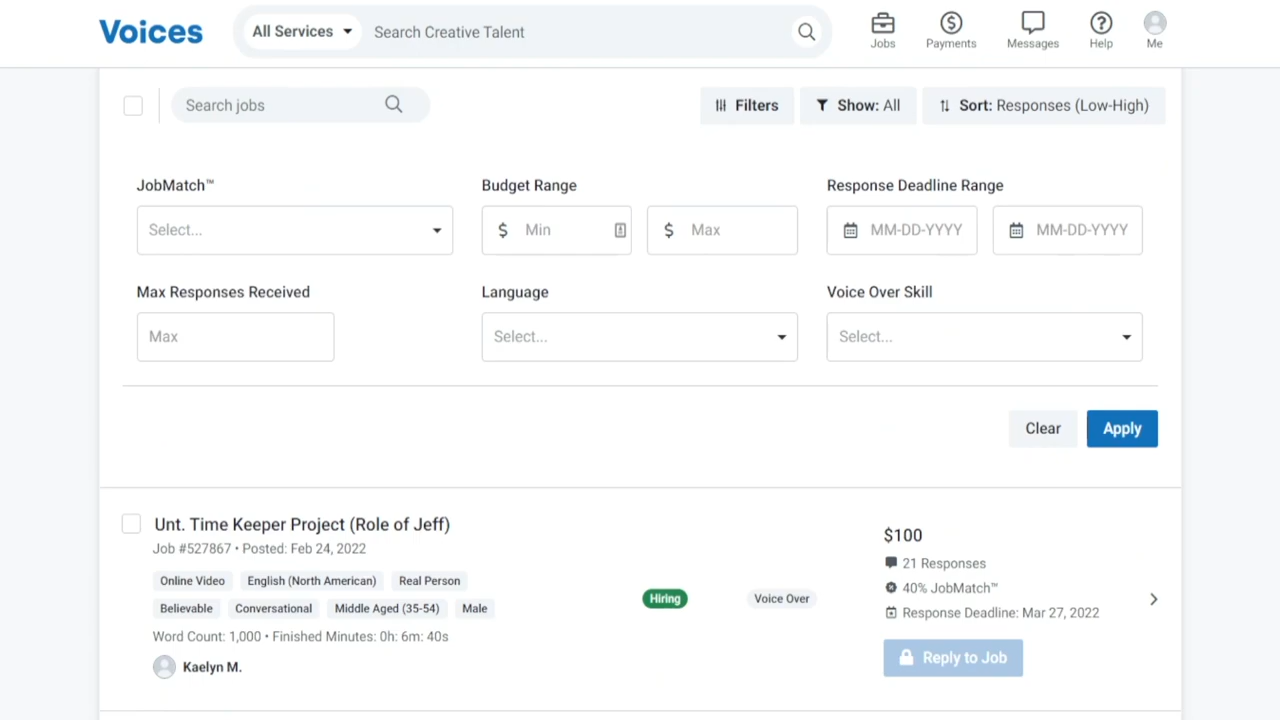 Voices
All Services
Search Creative Talent
Jobs
Payments
Messages
Help
Me
Search jobs
Filters
Show: All
Sort: Responses (Low-High)
JobMatch™
Budget Range
Response Deadline Range
Select...
$ Min
$ Max
MM-DD-YYYY
MM-DD-YYYY
Max Responses Received
Language
Voice Over Skill
Max
Select...
Select...
Clear
Apply
Unt. Time Keeper Project (Role of Jeff)
Job #527867 • Posted: Feb 24, 2022
Online Video
English (North American)
Real Person
Believable
Conversational
Middle Aged (35-54)
Male
Word Count: 1,000 • Finished Minutes: 0h: 6m: 40s
Kaelyn M.
Hiring
Voice Over
$100
21 Responses
40% JobMatch™
Response Deadline: Mar 27, 2022
Reply to Job